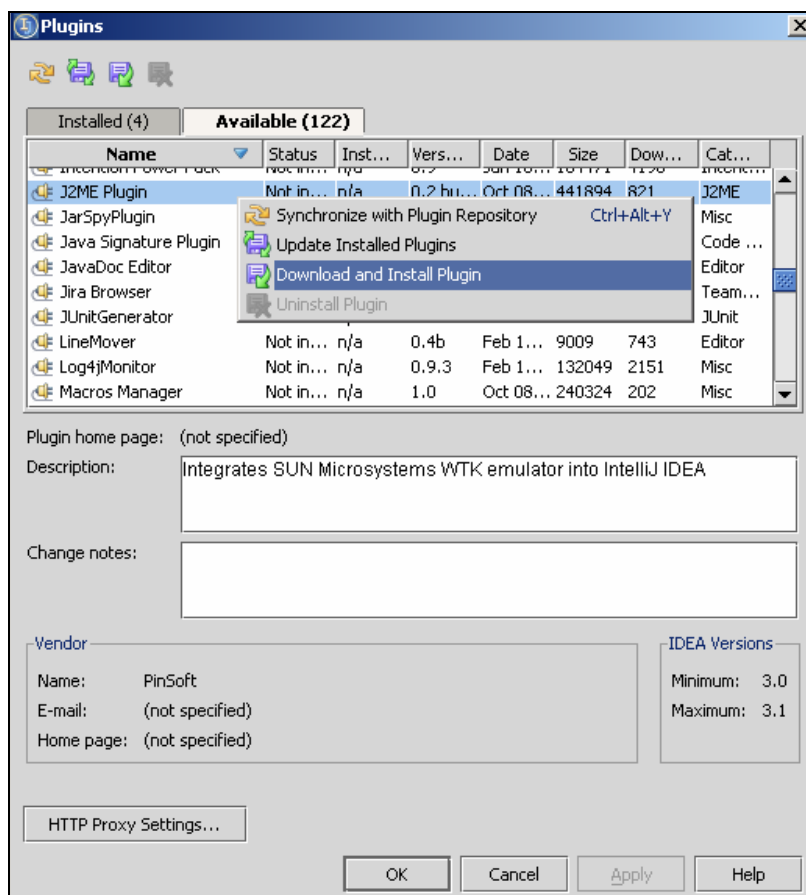 Plugins
Installed (4) Available (122)
Name Status Inst... Vers... Date Size Dow... Cat...
Intention Power Pack
J2ME Plugin Not in... n/a 0.2 bu... Oct 08... 441894 821 J2ME
JarSpyPlugin Misc
Synchronize with Plugin Repository Ctrl+Alt+Y
Java Signature Plugin Code ...
Update Installed Plugins
JavaDoc Editor Editor
Download and Install Plugin
Jira Browser Team...
Uninstall Plugin
JUnitGenerator JUnit
LineMover Not in... n/a 0.4b Feb 1... 9009 743 Editor
Log4jMonitor Not in... n/a 0.9.3 Feb 1... 132049 2151 Misc
Macros Manager Not in... n/a 1.0 Oct 08... 240324 202 Misc
Plugin home page: (not specified)
Description: Integrates SUN Microsystems WTK emulator into IntelliJ IDEA
Change notes:
Vendor
Name: PinSoft
E-mail: (not specified)
Home page: (not specified)
IDEA Versions
Minimum: 3.0
Maximum: 3.1
HTTP Proxy Settings...
OK Cancel Apply Help